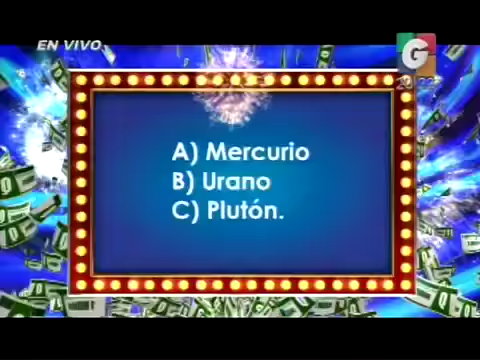 EN VIVO
G
A) Mercurio
B) Urano
C) Plutón.